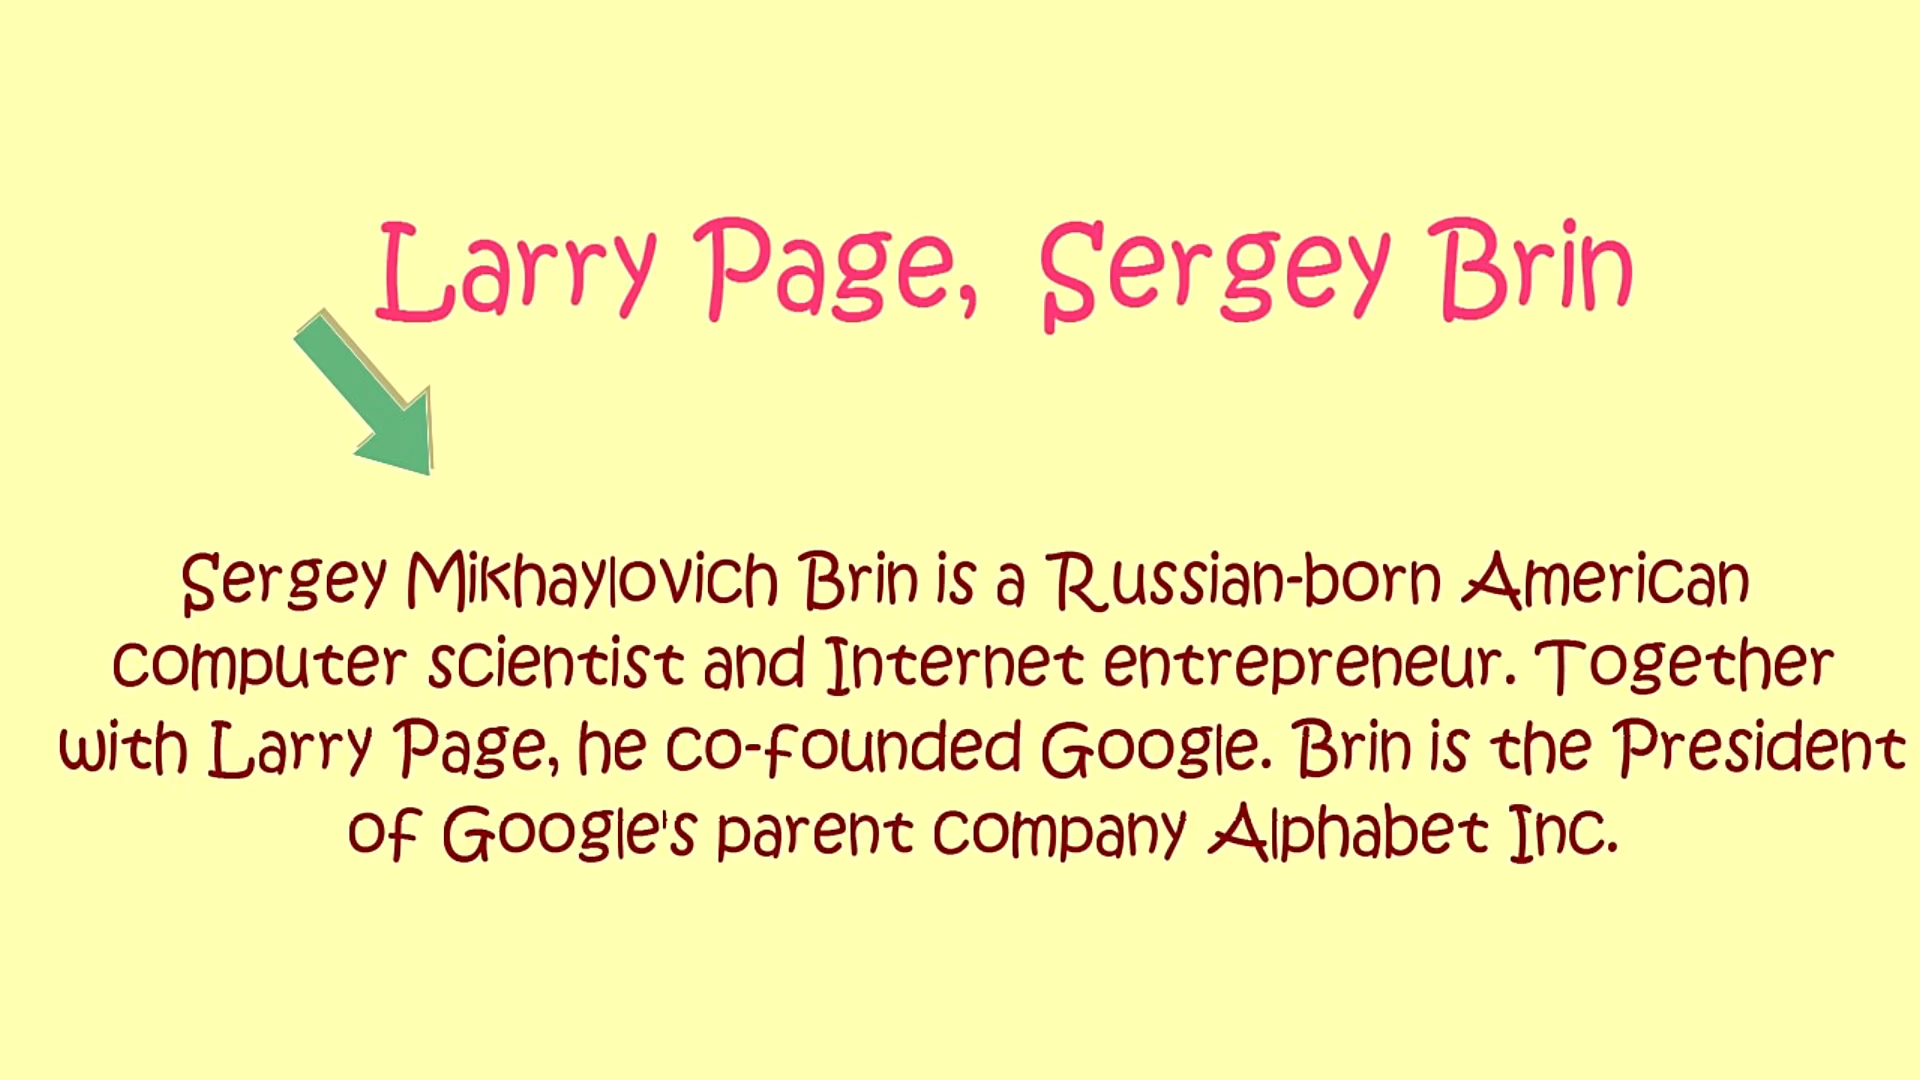 Larry Page, Sergey Brin
Sergey Mikhaylovich Brin is a Russian-born American
computer scientist and Internet entrepreneur. Together
with Larry Page, he co-founded Google. Brin is the President
of Google's parent company Alphabet Inc.